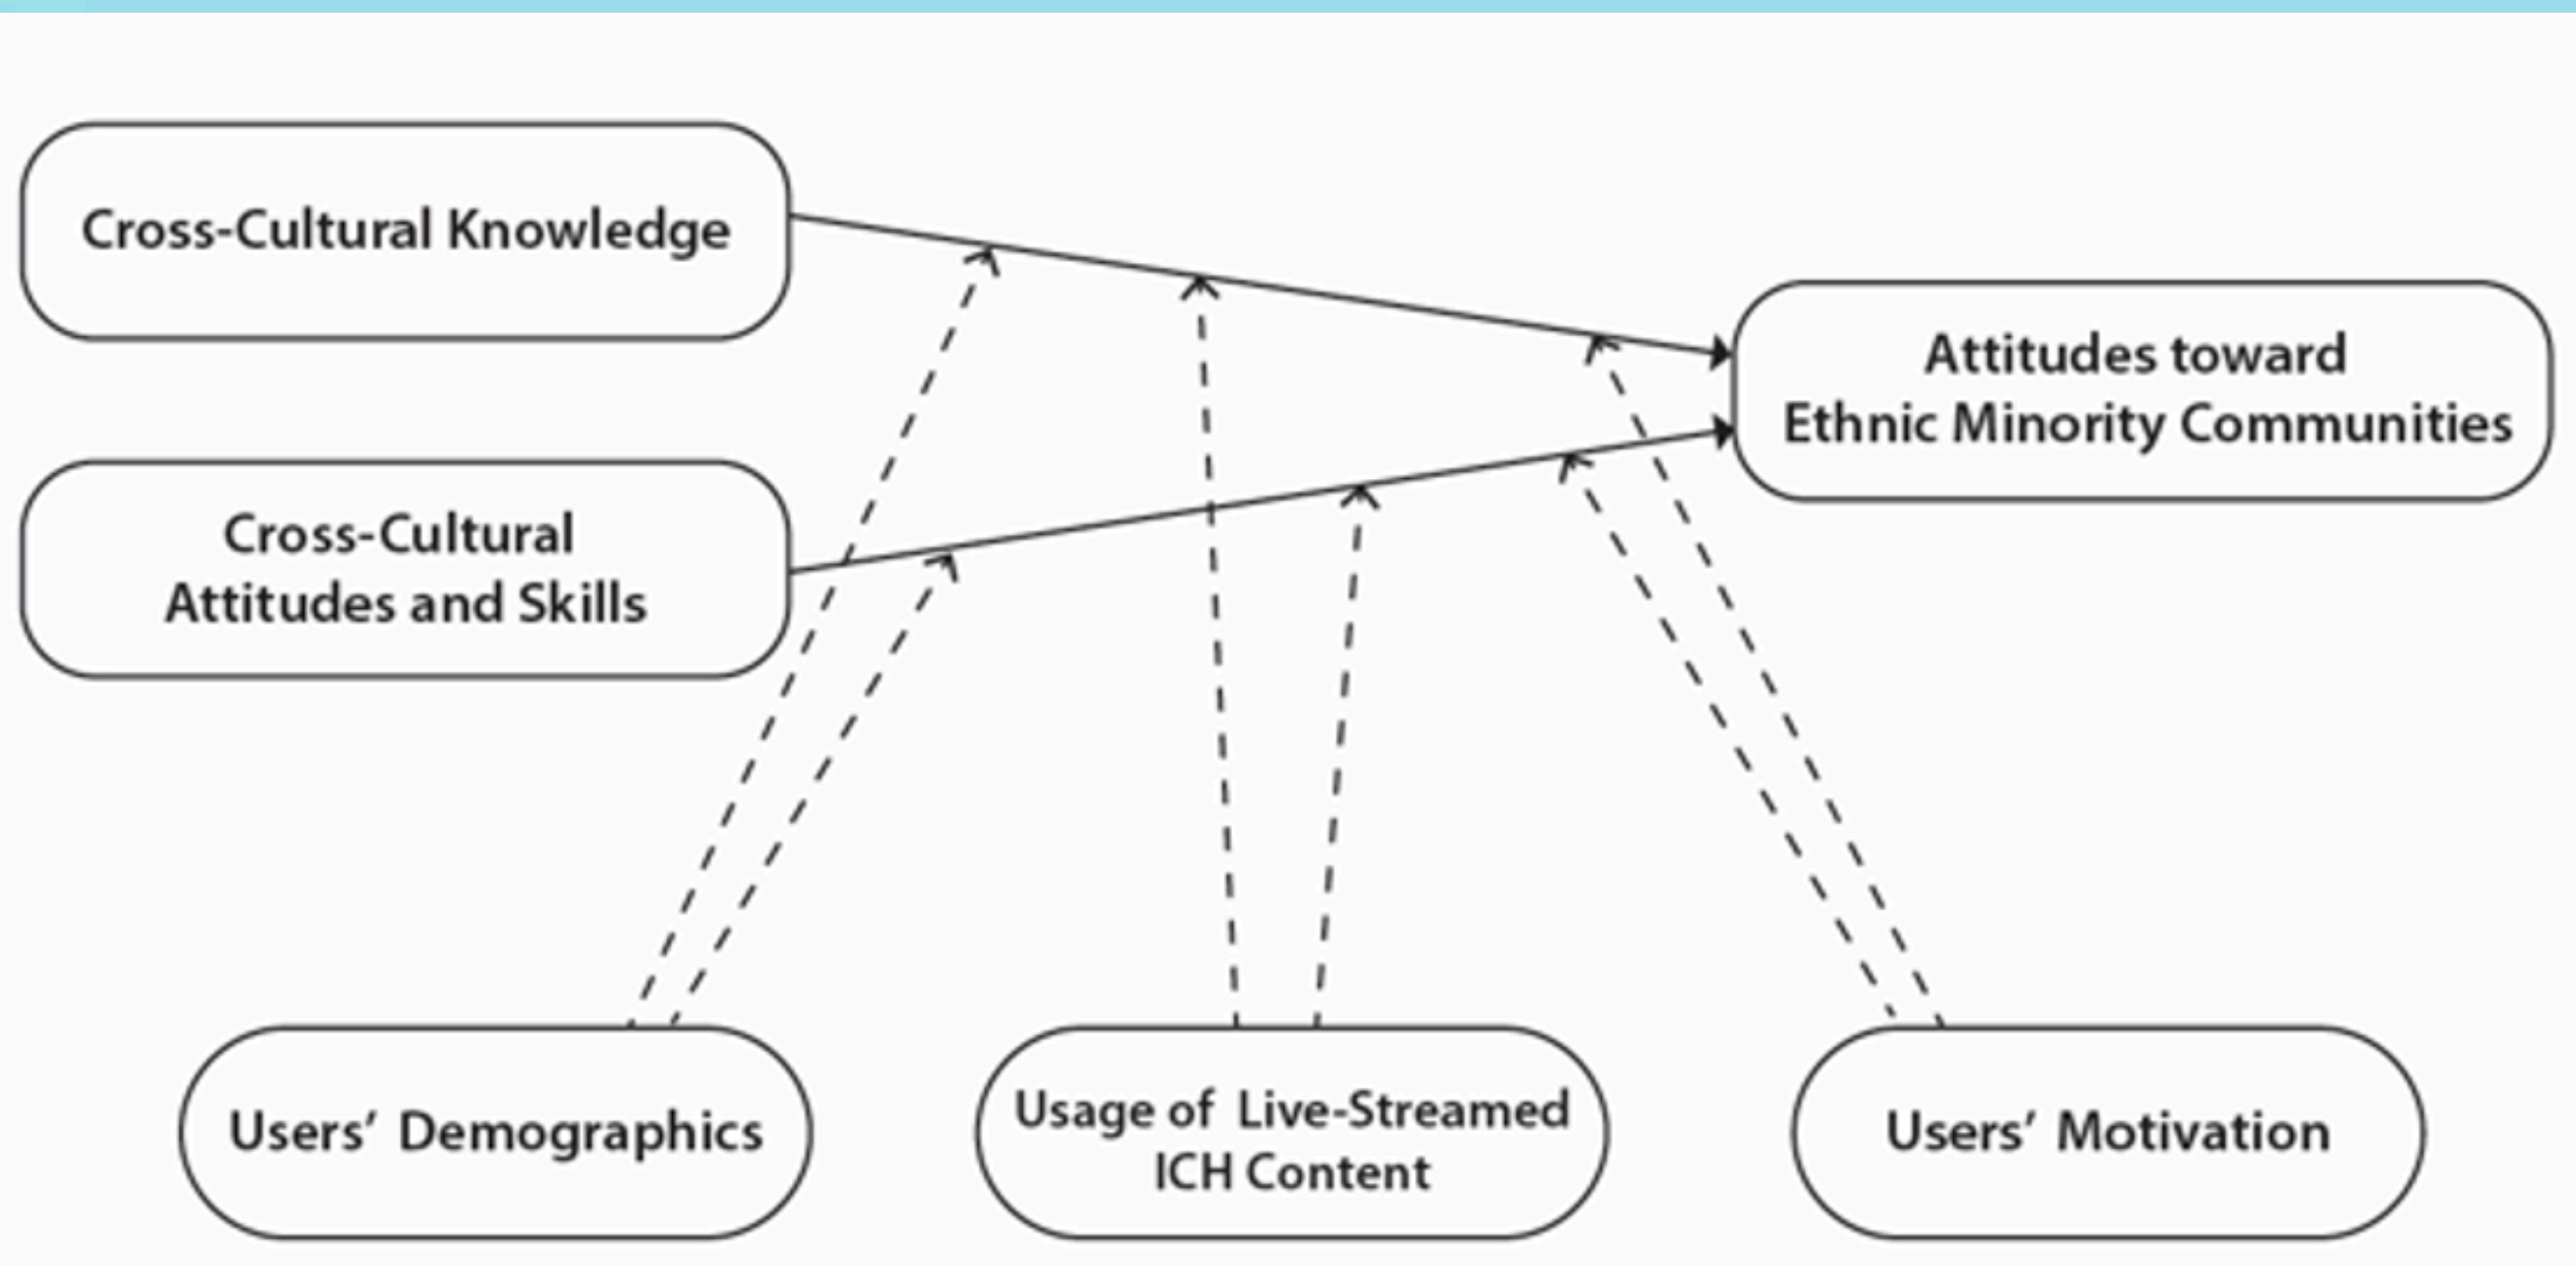 Cross-Cultural Knowledge
Attitudes toward
Ethnic Minority Communities
Cross-Cultural
Attitudes and Skills
Users’ Demographics
Usage of Live-Streamed
ICH Content
Users’ Motivation